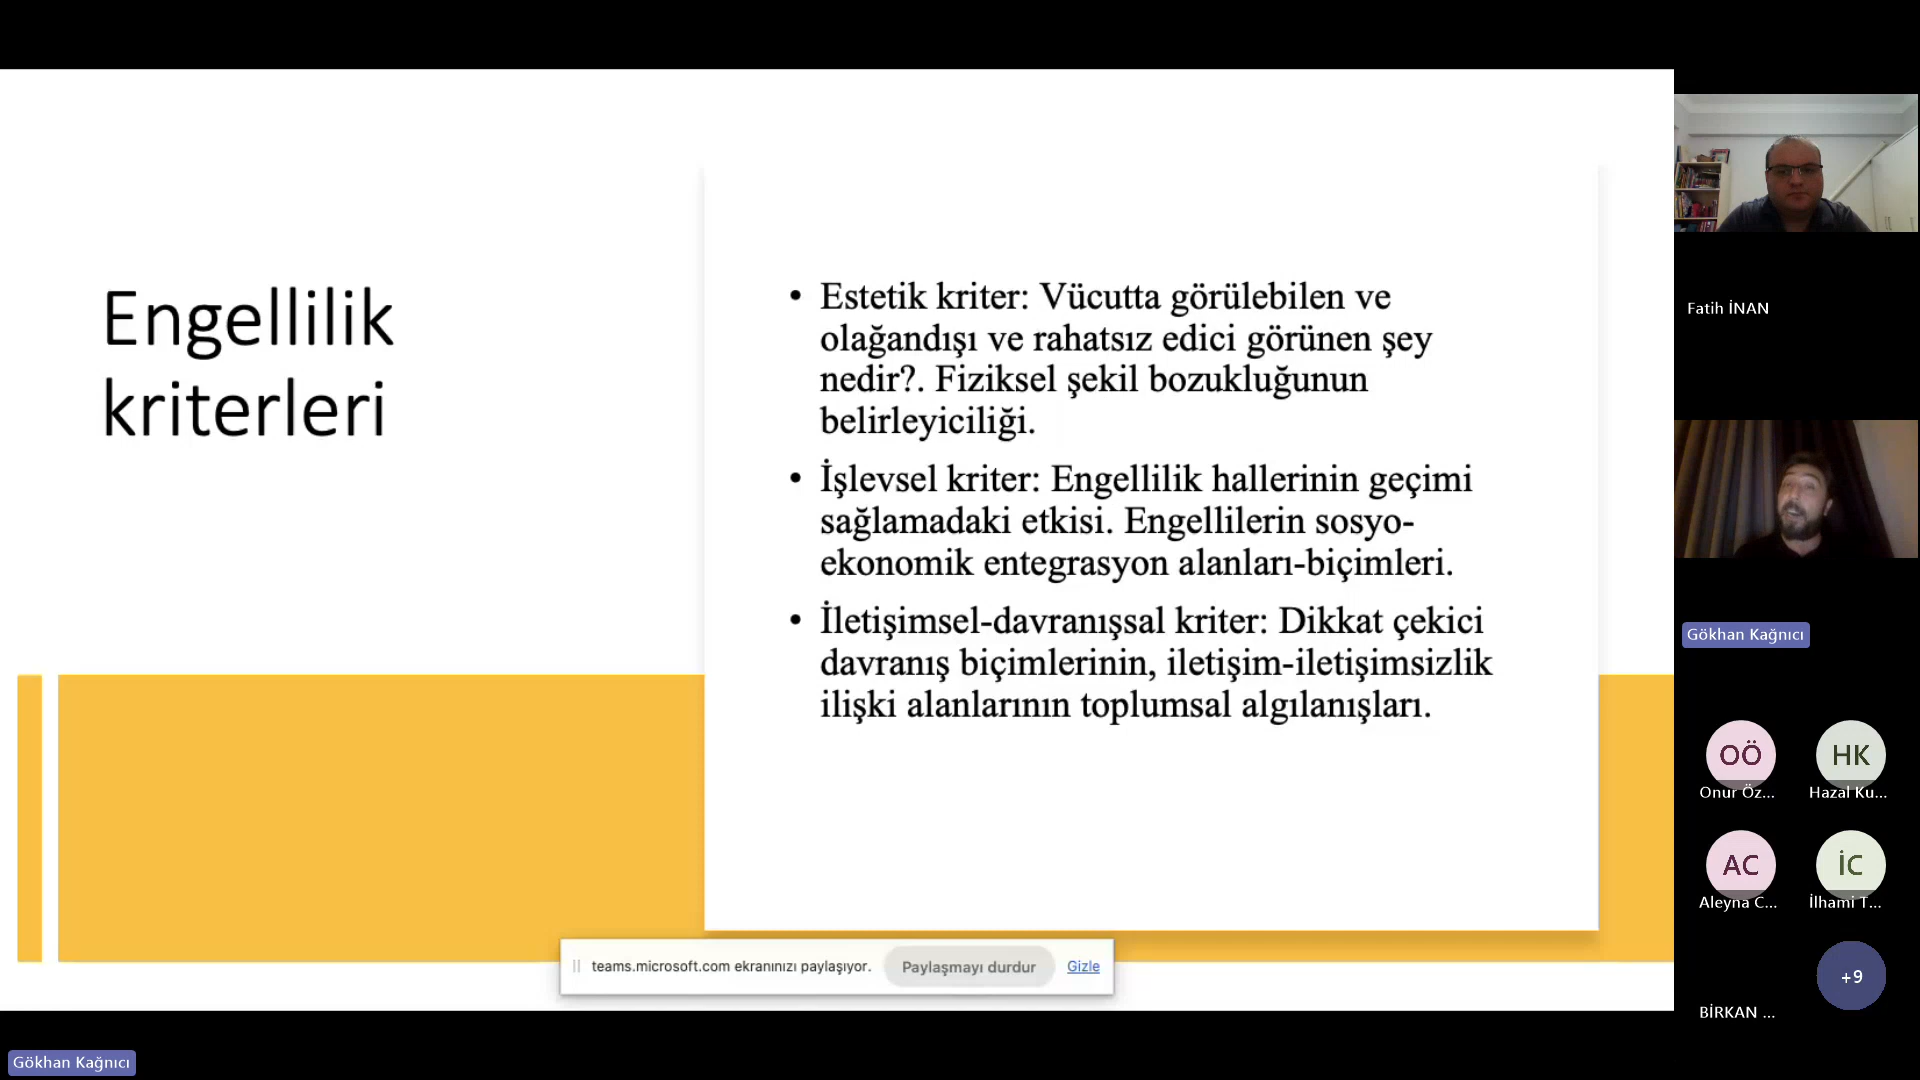 Engellilik
kriterleri
• Estetik kriter: Vücutta görülebilen ve
olağandışı ve rahatsız edici görünen şey
nedir?. Fiziksel şekil bozukluğunun
belirleyiciliği.
• İşlevsel kriter: Engellilik hallerinin geçimi
sağlamadaki etkisi. Engellilerin sosyo-
ekonomik entegrasyon alanları-biçimleri.
• İletişimsel-davranışsal kriter: Dikkat çekici
davranış biçimlerinin, iletişim-iletişimsizlik
ilişki alanlarının toplumsal algılanışları.
teams.microsoft.com ekranınızı paylaşıyor. Paylaşmayı durdur Gizle
Gökhan Kağnıcı
Fatih İNAN
Gökhan Kağnıcı
OÖ HK
Onur Öz... Hazal Ku...
AC İC
Aleyna C... İlhami T...
+9
BİRKAN ...